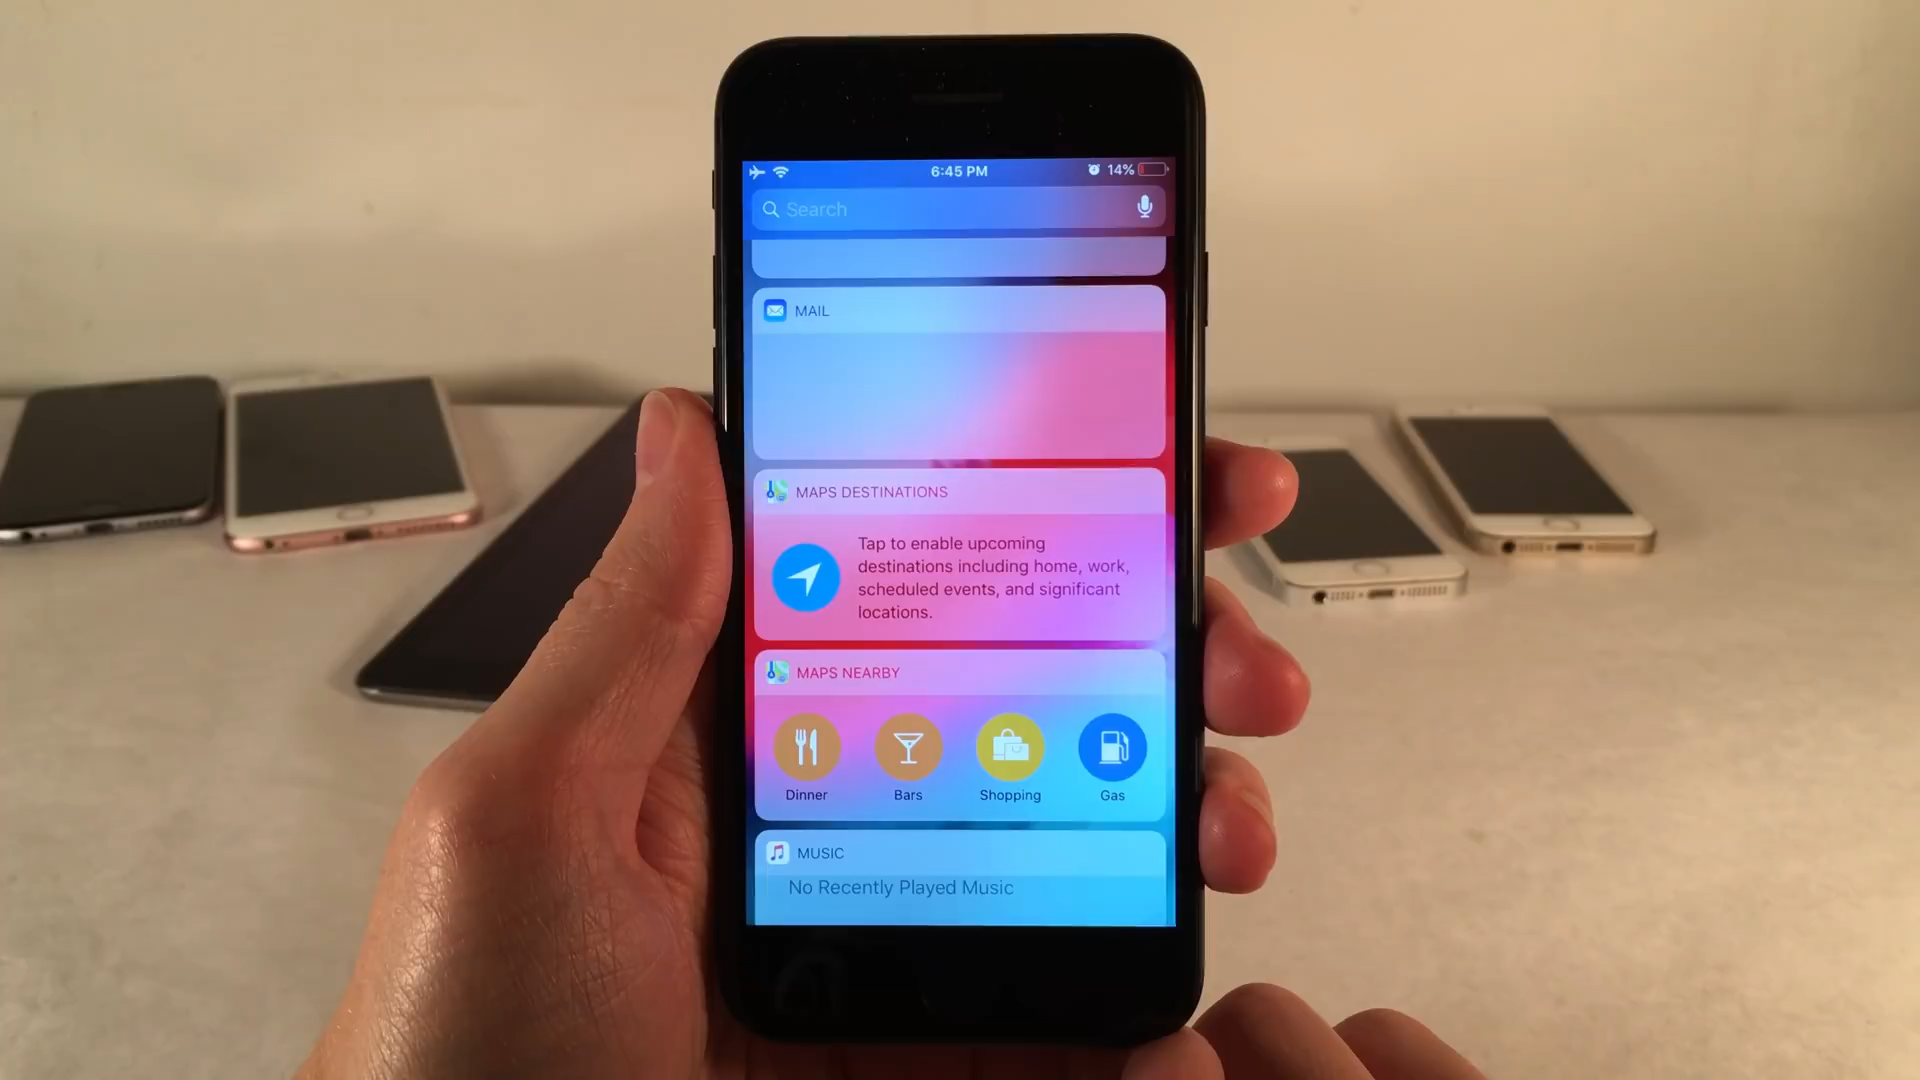 6:45 PM
14%
Search
MAIL
MAPS DESTINATIONS
Tap to enable upcoming
destinations including home, work,
scheduled events, and significant
locations.
MAPS NEARBY
Dinner
Bars
Shopping
Gas
MUSIC
No Recently Played Music